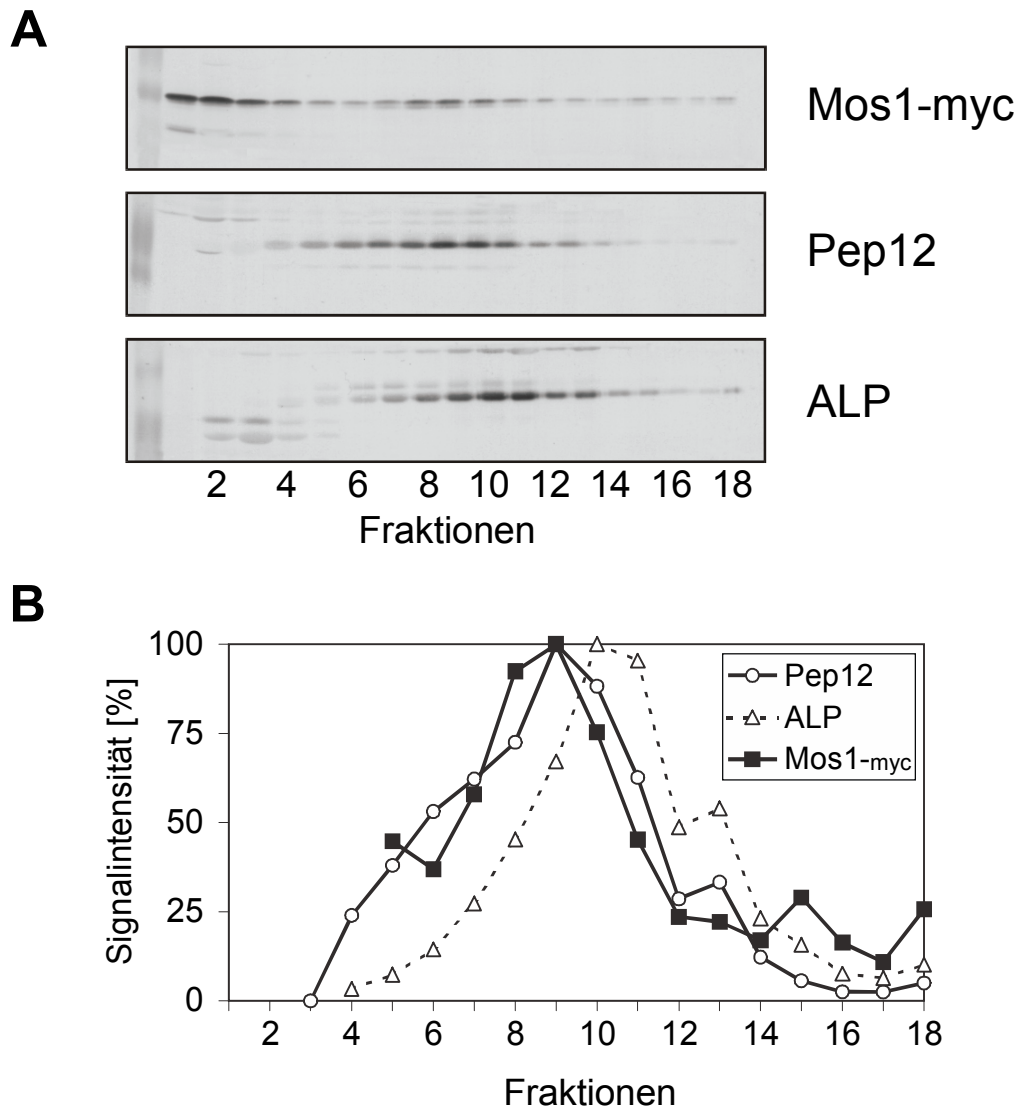 A
Mos1-myc
Pep12
ALP
2 4 6 8 10 12 14 16 18
Fraktionen
B
Signalintensität [%]
100
75
50
25
0
Pep12
ALP
Mos1-myc
2 4 6 8 10 12 14 16 18
Fraktionen